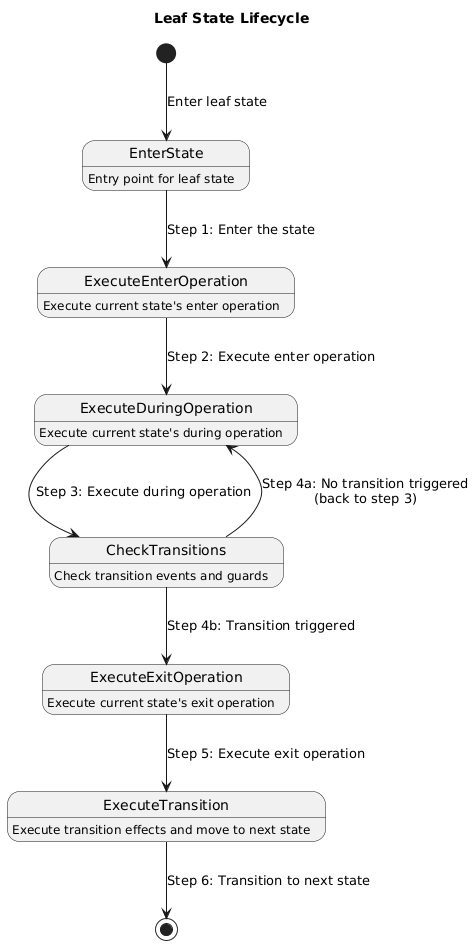 Leaf State Lifecycle
Enter leaf state
EnterState
Entry point for leaf state
Step 1: Enter the state
ExecuteEnterOperation
Execute current state's enter operation
Step 2: Execute enter operation
ExecuteDuringOperation
Execute current state's during operation
Step 3: Execute during operation
Step 4a: No transition triggered
(back to step 3)
CheckTransitions
Check transition events and guards
Step 4b: Transition triggered
ExecuteExitOperation
Execute current state's exit operation
Step 5: Execute exit operation
ExecuteTransition
Execute transition effects and move to next state
Step 6: Transition to next state